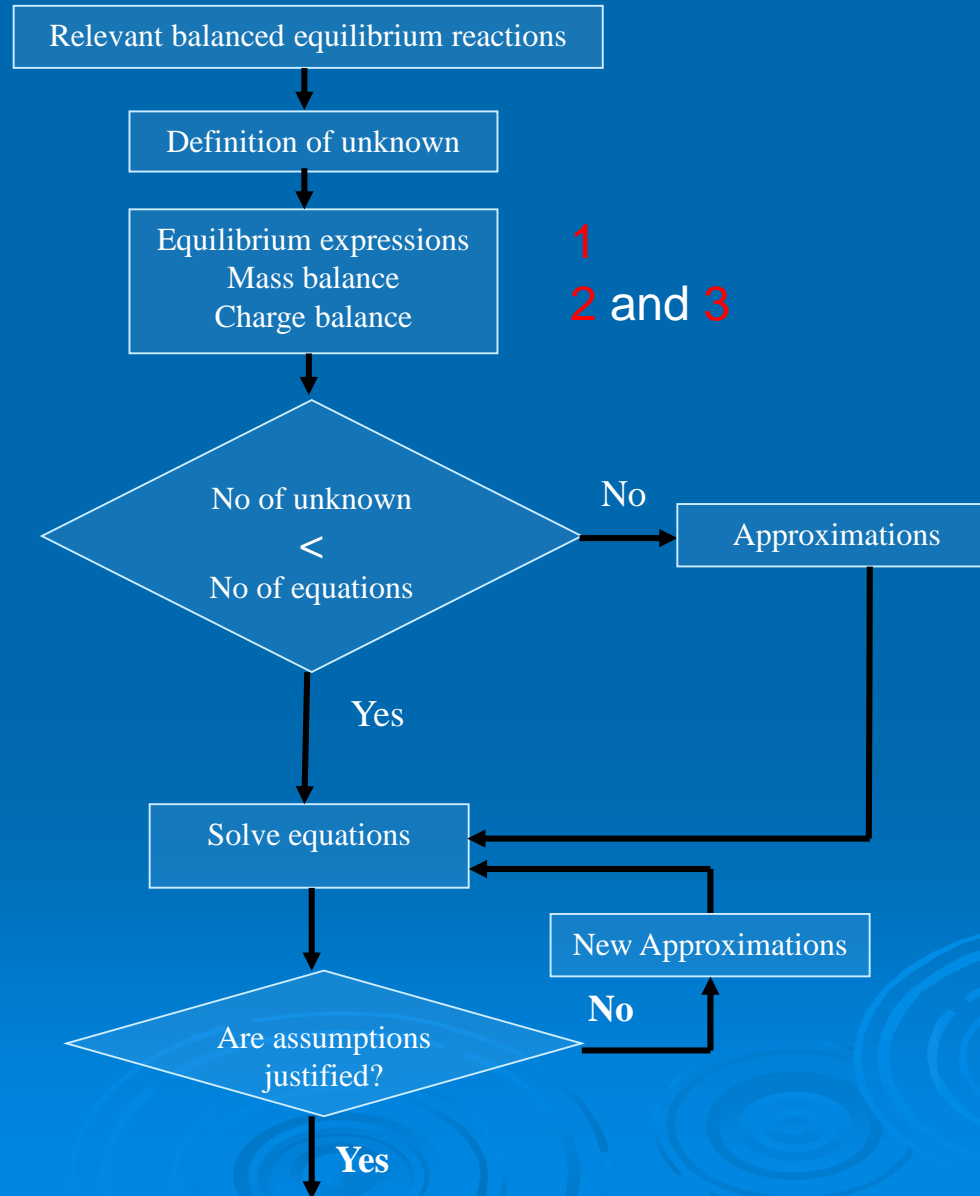 Relevant balanced equilibrium reactions
Definition of unknown
Equilibrium expressions
Mass balance
Charge balance
1
2 and 3
No of unknown
<
No of equations
No
Approximations
Yes
Solve equations
New Approximations
No
Are assumptions
justified?
Yes